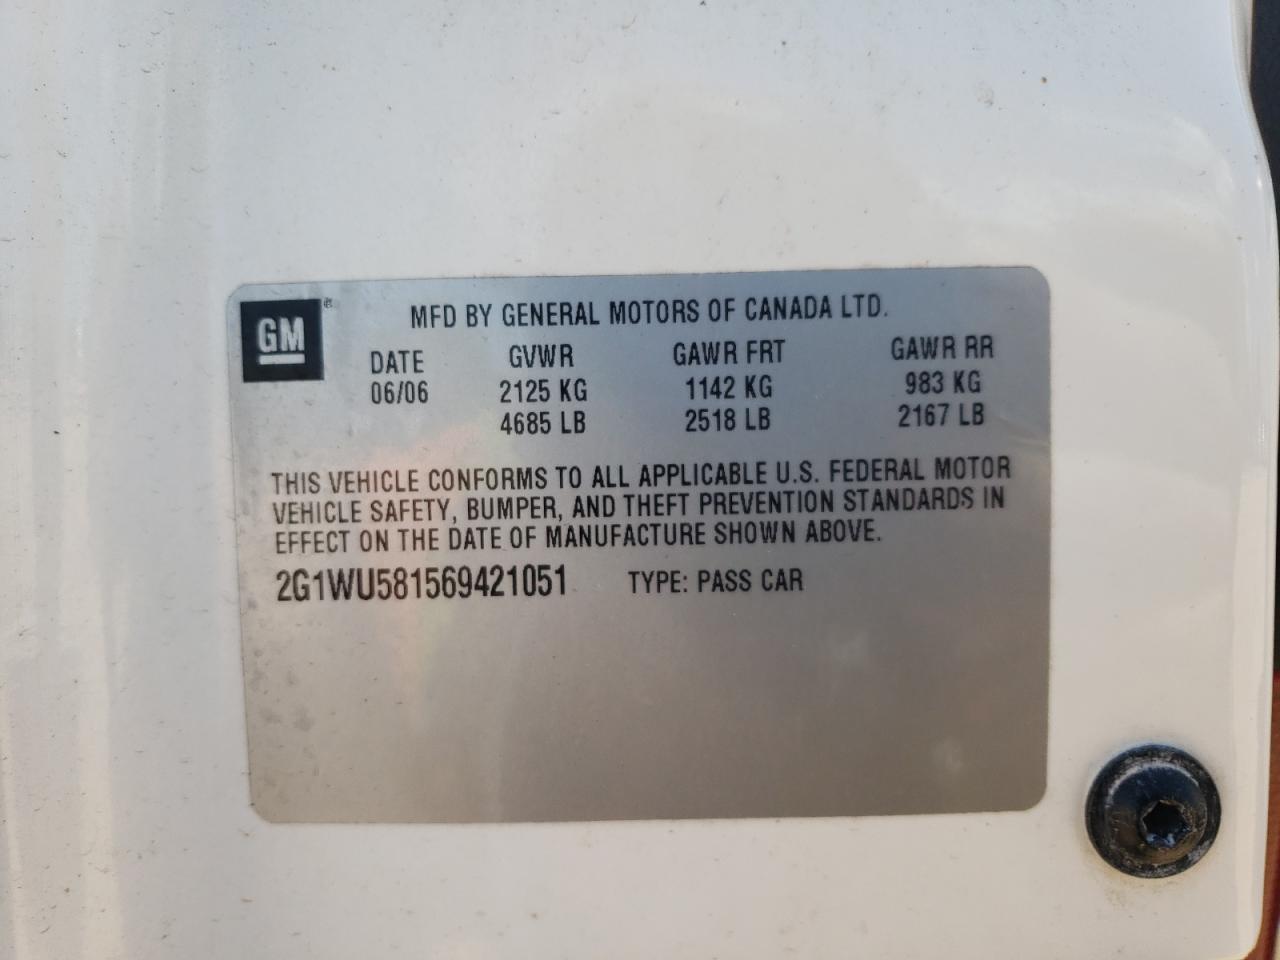 GM®
MFD BY GENERAL MOTORS OF CANADA LTD.
DATE GVWR GAWR FRT GAWR RR
06/06 2125 KG 1142 KG 983 KG
4685 LB 2518 LB 2167 LB
THIS VEHICLE CONFORMS TO ALL APPLICABLE U.S. FEDERAL MOTOR
VEHICLE SAFETY, BUMPER, AND THEFT PREVENTION STANDARDS IN
EFFECT ON THE DATE OF MANUFACTURE SHOWN ABOVE.
2G1WU581569421051 TYPE: PASS CAR